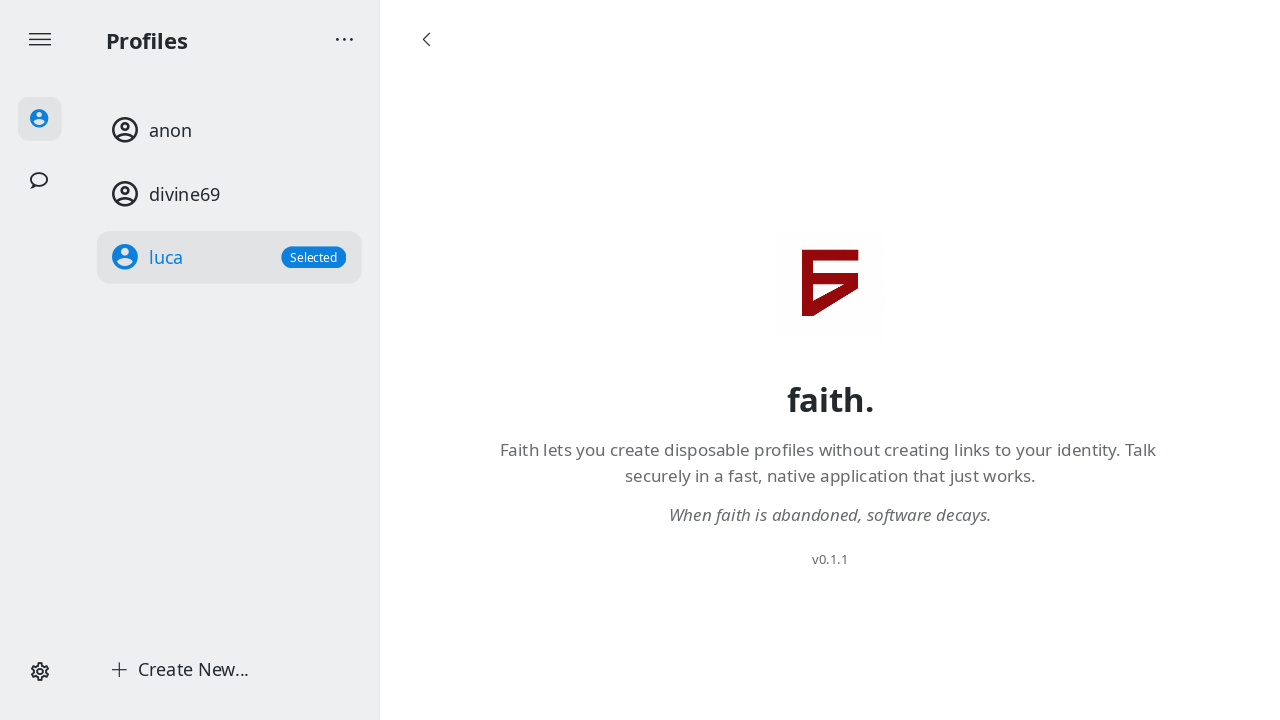 Profiles
anon
divine69
luca
Selected
Create New...
faith.
Faith lets you create disposable profiles without creating links to your identity. Talk
securely in a fast, native application that just works.
When faith is abandoned, software decays.
v0.1.1